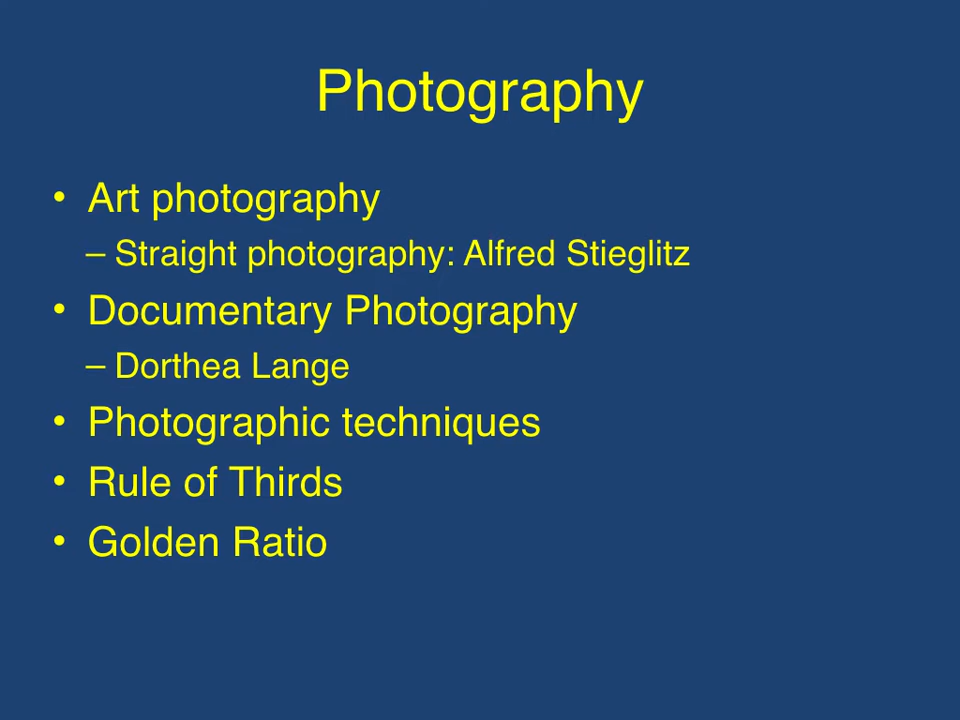 Photography
• Art photography
– Straight photography: Alfred Stieglitz
• Documentary Photography
– Dorthea Lange
• Photographic techniques
• Rule of Thirds
• Golden Ratio